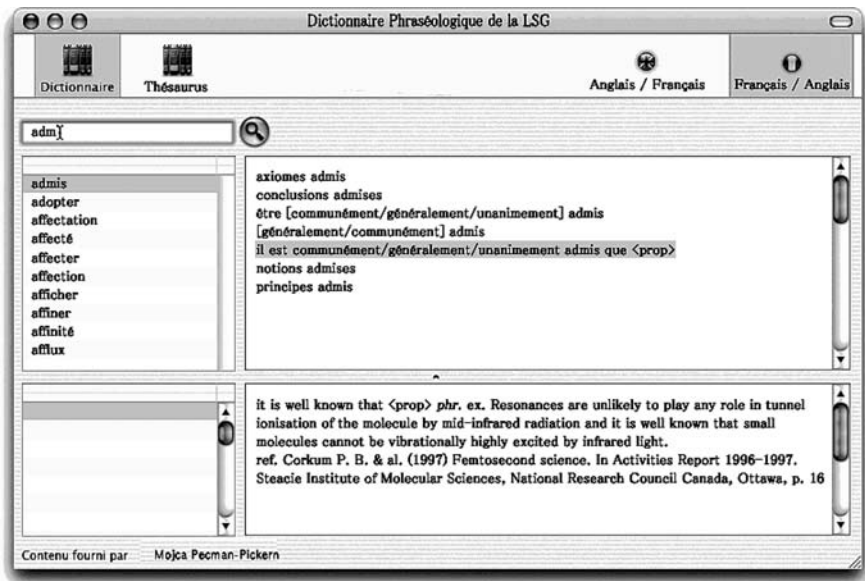 Dictionnaire Phraséologique de la LSG
Dictionnaire
Thésaurus
Anglais / Français
Français / Anglais
adm
admis
adopter
affectation
affecté
affecter
affection
afficher
affiner
affinité
afflux
axiomes admis
conclusions admises
être [communément/généralement/unanimement] admis
[généralement/communément] admis
il est communément/généralement/unanimement admis que <prop>
notions admises
principes admis
it is well known that <prop> phr. ex. Resonances are unlikely to play any role in tunnel
ionisation of the molecule by mid-infrared radiation and it is well known that small
molecules cannot be vibrationally highly excited by infrared light.
ref. Corkum P. B. & al. (1997) Femtosecond science. In Activities Report 1996-1997.
Steacie Institute of Molecular Sciences, National Research Council Canada, Ottawa, p. 16
Contenu fourni par Mojca Pecman-Pickern